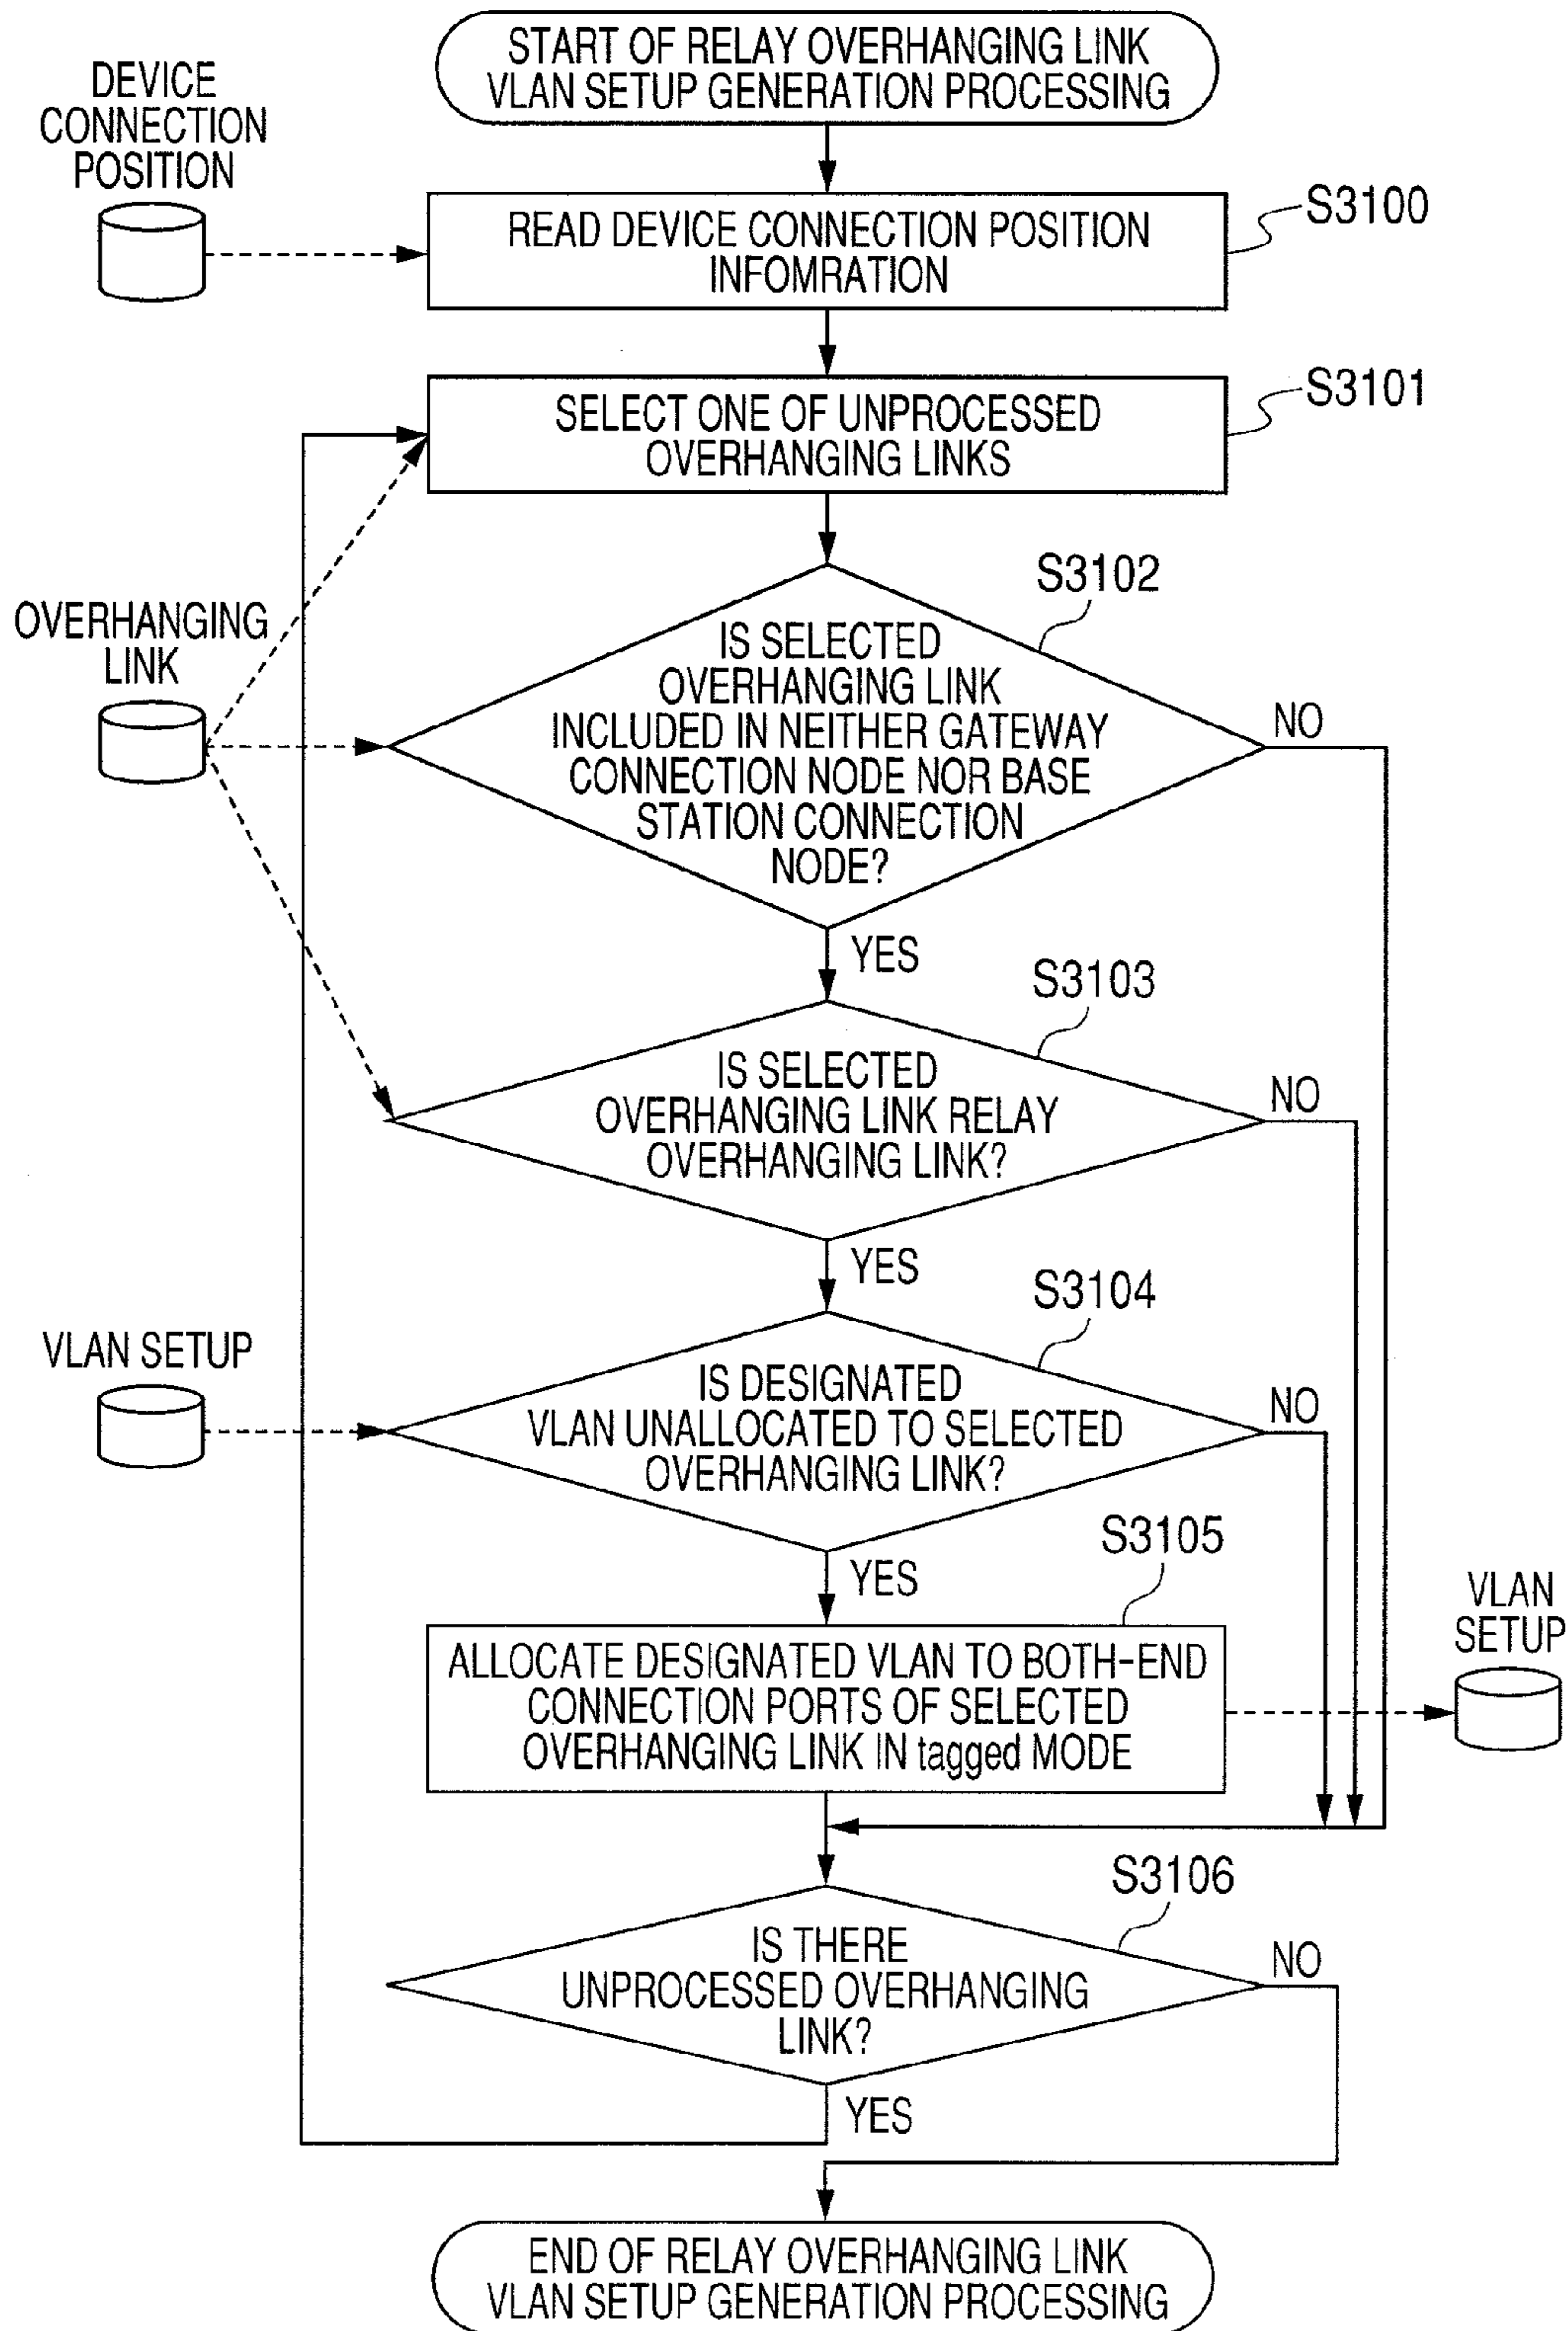 START OF RELAY OVERHANGING LINK
VLAN SETUP GENERATION PROCESSING
DEVICE
CONNECTION
POSITION
READ DEVICE CONNECTION POSITION
INFOMRATION
S3100
SELECT ONE OF UNPROCESSED
OVERHANGING LINKS
S3101
OVERHANGING
LINK
S3102
IS SELECTED
OVERHANGING LINK
INCLUDED IN NEITHER GATEWAY
CONNECTION NODE NOR BASE
STATION CONNECTION
NODE?
NO
YES
S3103
IS SELECTED
OVERHANGING LINK RELAY
OVERHANGING LINK?
NO
YES
S3104
VLAN SETUP
IS DESIGNATED
VLAN UNALLOCATED TO SELECTED
OVERHANGING LINK?
NO
YES
S3105
ALLOCATE DESIGNATED VLAN TO BOTH-END
CONNECTION PORTS OF SELECTED
OVERHANGING LINK IN tagged MODE
VLAN
SETUP
S3106
IS THERE
UNPROCESSED OVERHANGING
LINK?
NO
YES
END OF RELAY OVERHANGING LINK
VLAN SETUP GENERATION PROCESSING